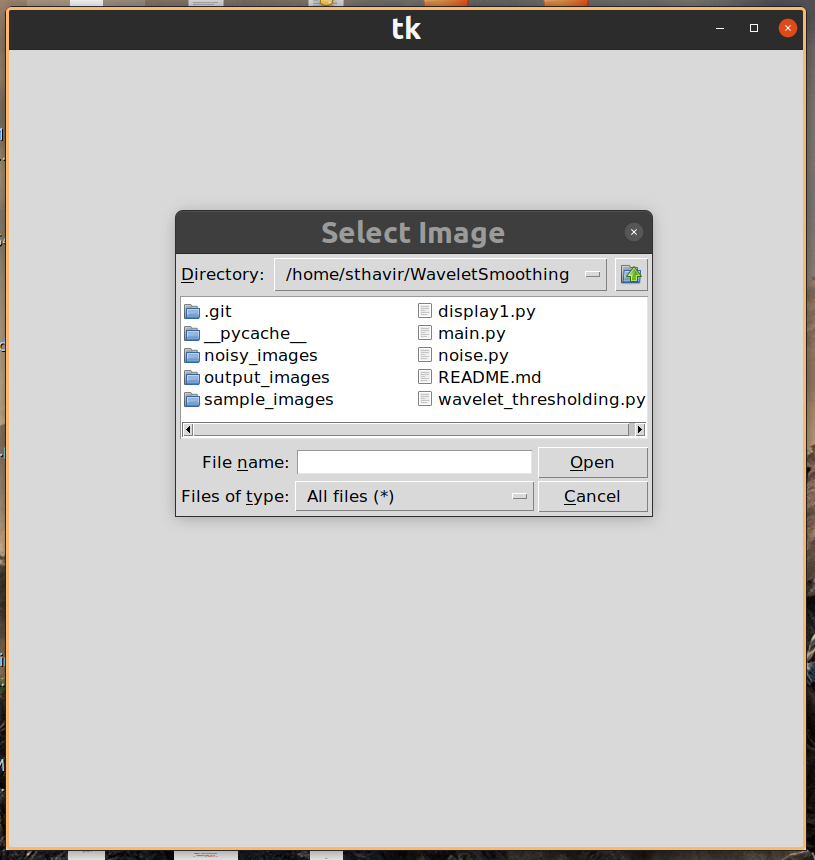 tk
Select Image
Directory: /home/sthavir/WaveletSmoothing
.git
__pycache__
noisy_images
output_images
sample_images
display1.py
main.py
noise.py
README.md
wavelet_thresholding.py
File name:
Open
Files of type: All files (*)
Cancel